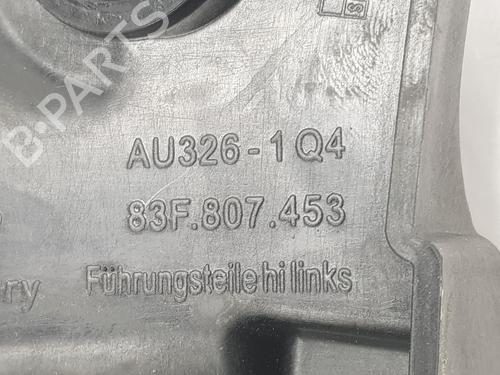 B-PARTS
AU326-1Q4
83F.807.453
Führungsteile hi links